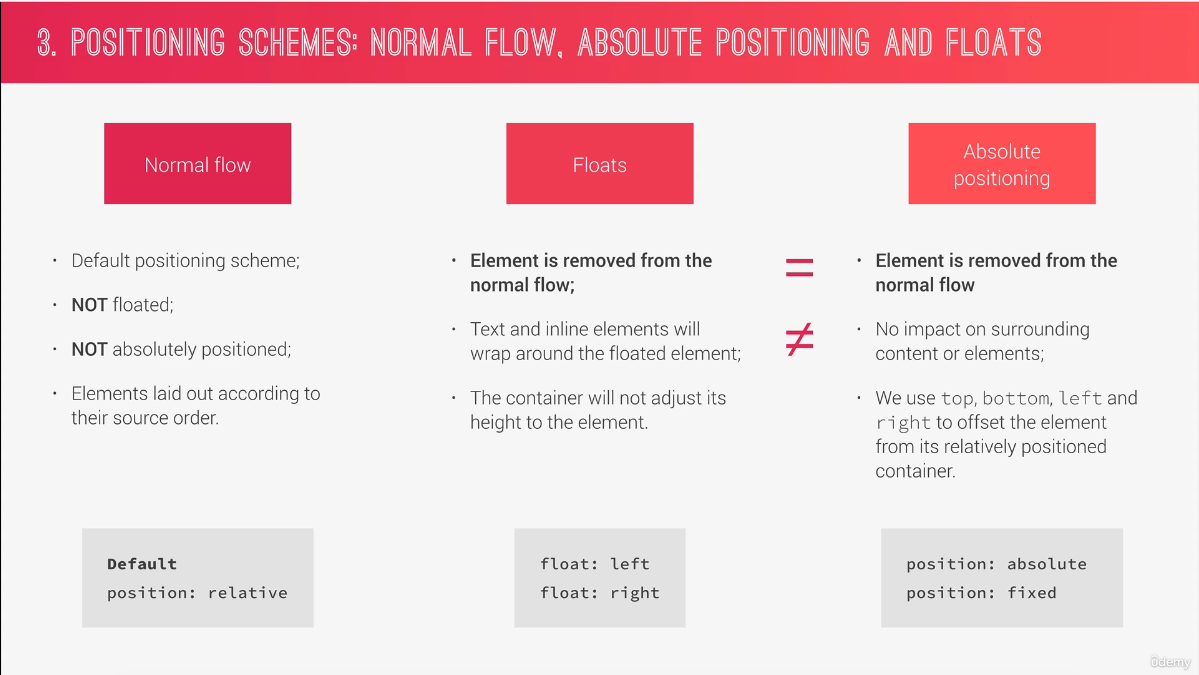 3. POSITIONING SCHEMES: NORMAL FLOW, ABSOLUTE POSITIONING AND FLOATS
Normal flow
• Default positioning scheme;
• NOT floated;
• NOT absolutely positioned;
• Elements laid out according to
their source order.
Default
position: relative
Floats
• Element is removed from the
normal flow;
• Text and inline elements will
wrap around the floated element;
• The container will not adjust its
height to the element.
float: left
float: right
=
≠
Absolute
positioning
• Element is removed from the
normal flow
• No impact on surrounding
content or elements;
• We use top, bottom, left and
right to offset the element
from its relatively positioned
container.
position: absolute
position: fixed
ûdemy